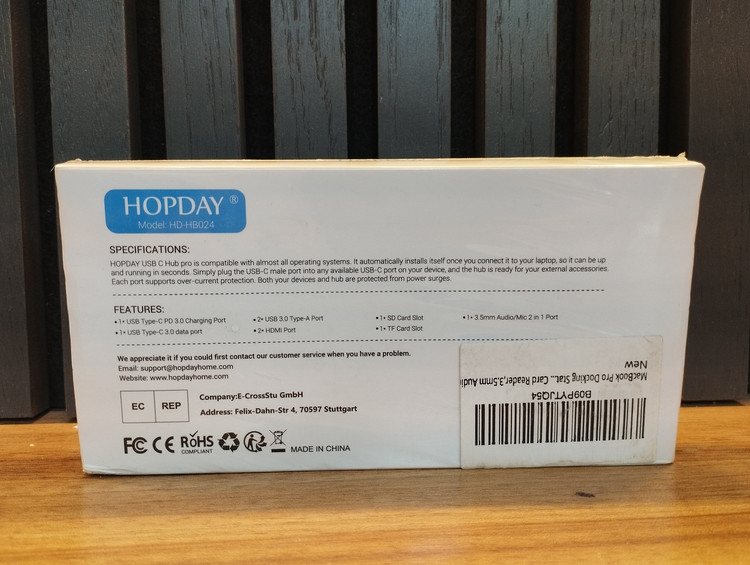 HOPDAY ®
Model: HD-HB024
SPECIFICATIONS:
HOPDAY USB C Hub pro is compatible with almost all operating systems. It automatically installs itself once you connect it to your laptop, so it can be up
and running in seconds. Simply plug the USB-C male port into any available USB-C port on your device, and the hub is ready for your external accessories.
Each port supports over-current protection. Both your devices and hub are protected from power surges.
FEATURES:
• 1* USB Type-C PD 3.0 Charging Port
• 2* USB 3.0 Type-A Port
• 1* SD Card Slot
• 1* 3.5mm Audio/Mic 2 in 1 Port
• 1* USB Type-C 3.0 data port
• 2* HDMI Port
• 1* TF Card Slot
We appreciate it if you could first contact our customer service when you have a problem.
Email: support@hopdayhome.com
Website: www.hopdayhome.com
EC REP
Company:E-CrossStu GmbH
Address: Felix-Dahn-Str 4, 70597 Stuttgart
FC CE RoHS
COMPLIANT
MADE IN CHINA
B09PYTJQ54
MacBook Pro Docking Stat... Card Reader,3.5mm Audi
New